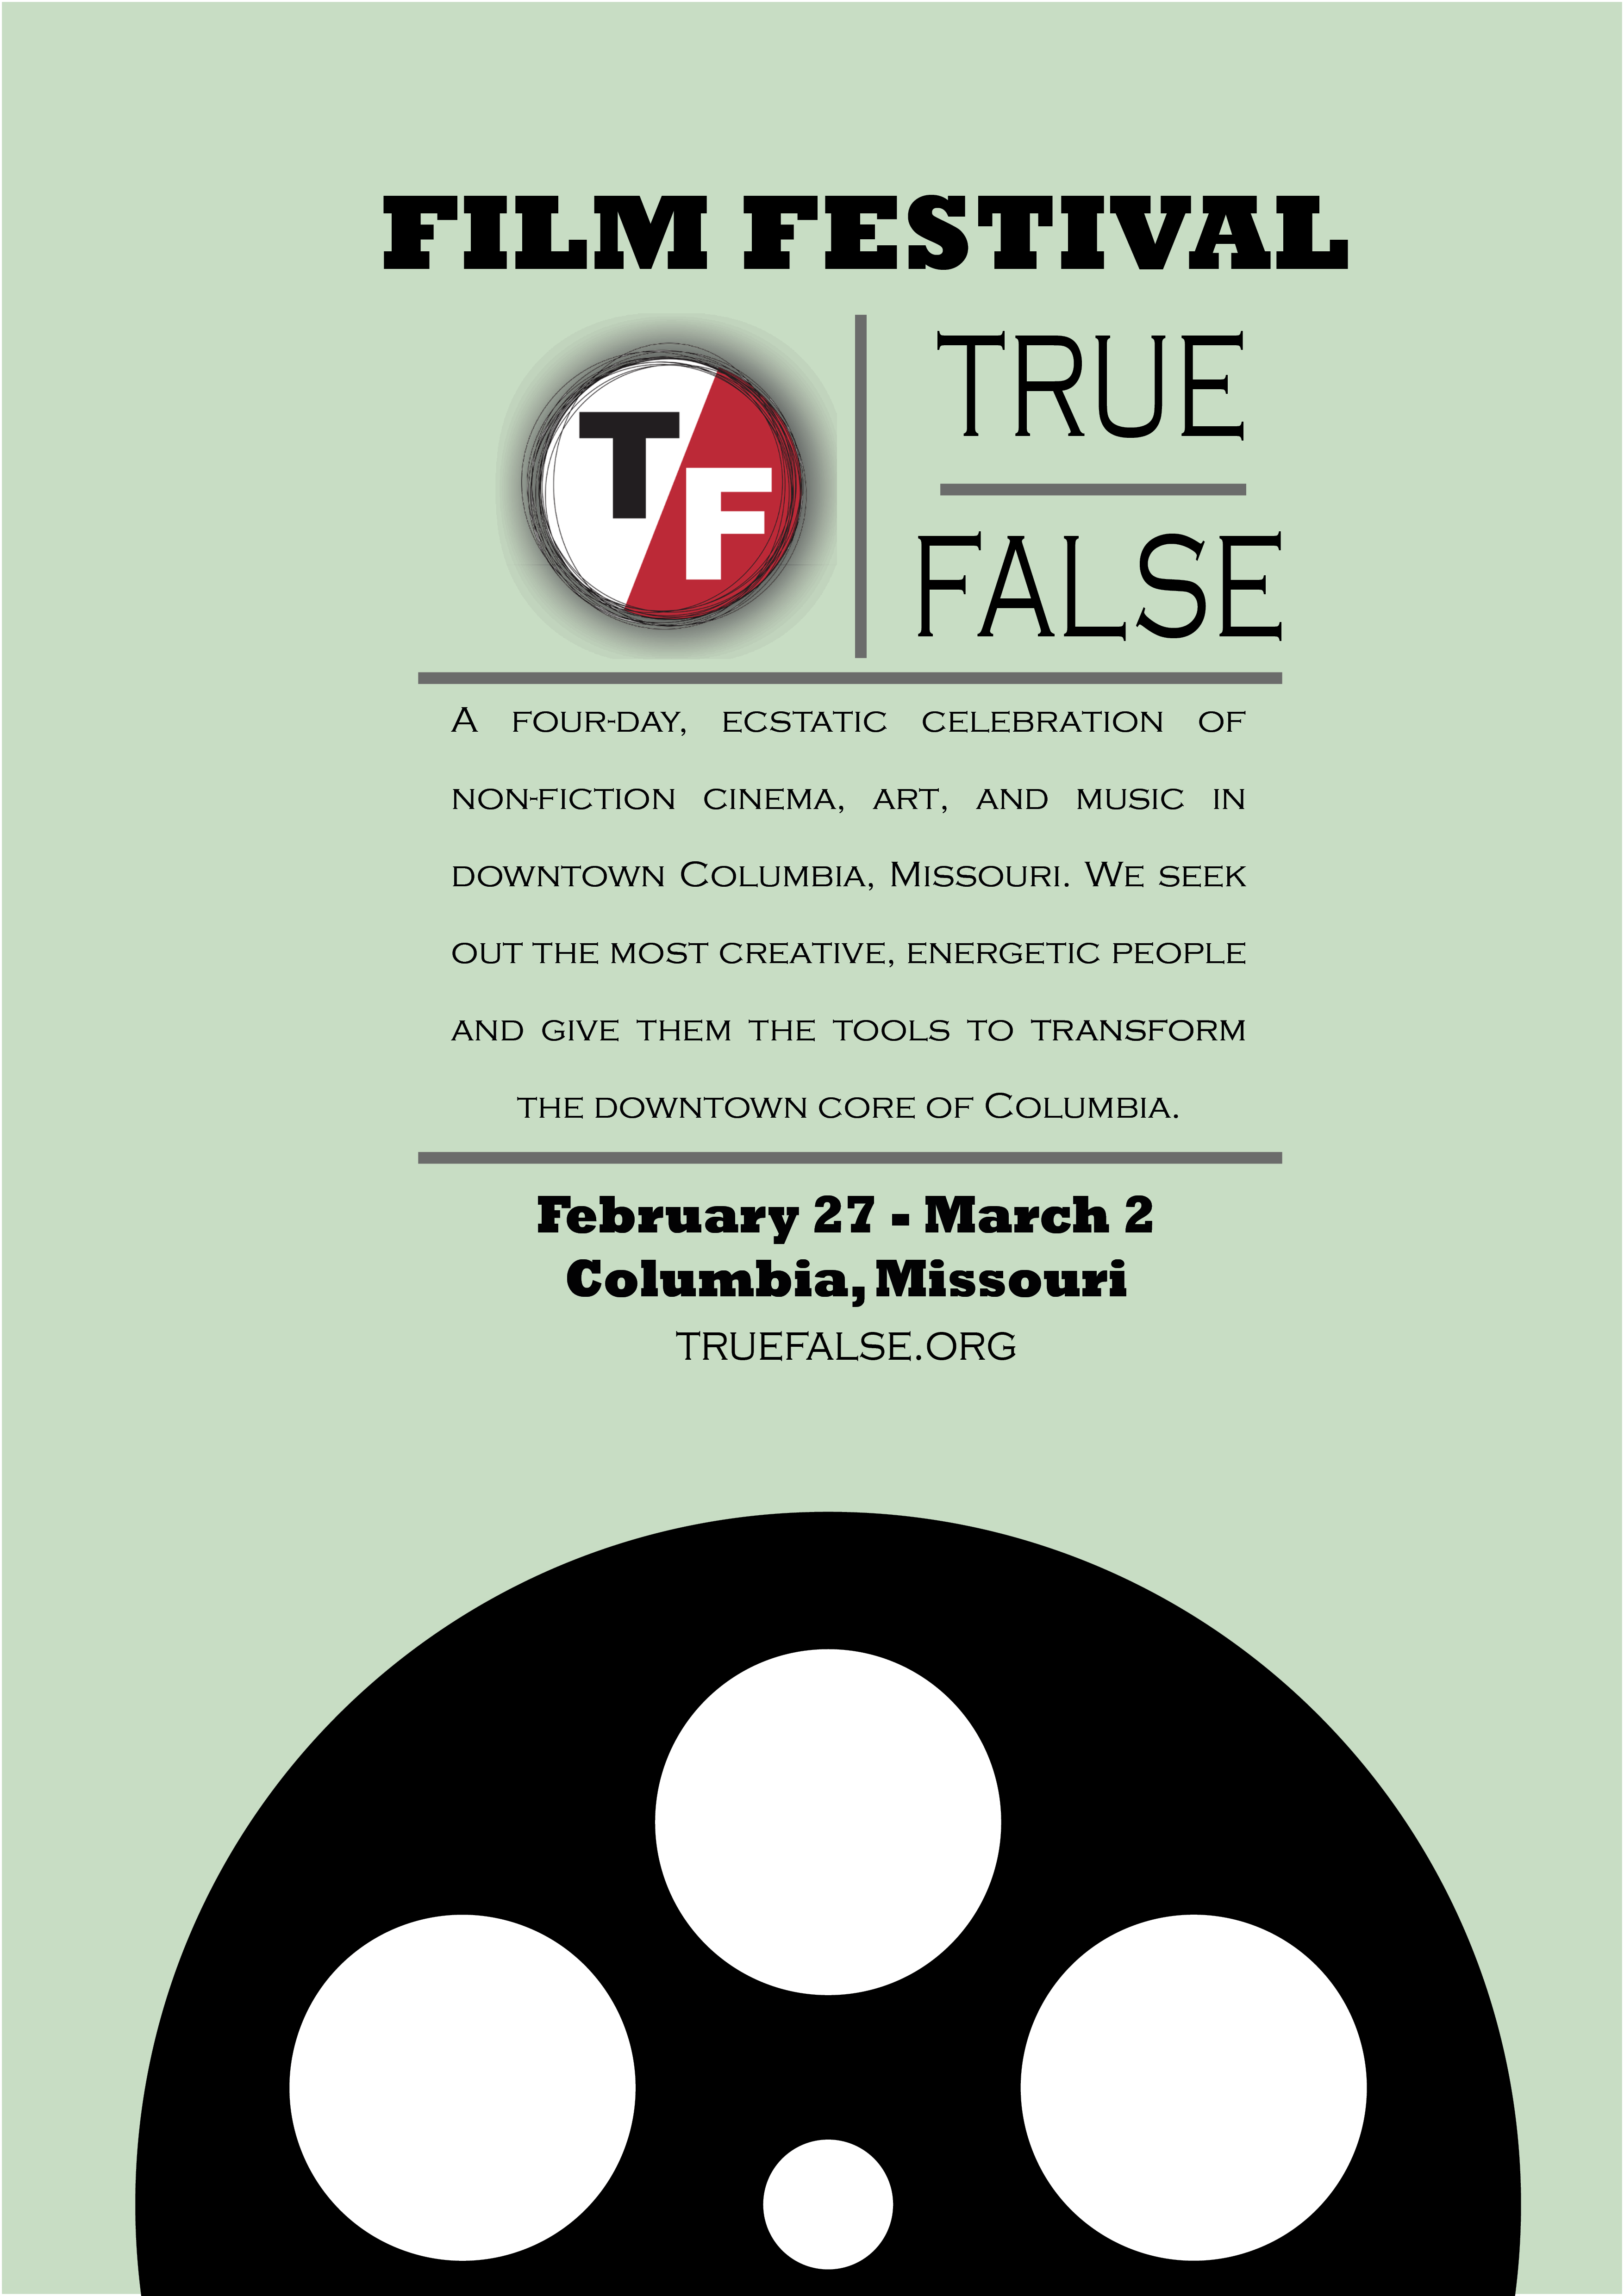 FILM FESTIVAL
T
F
TRUE
FALSE
A FOUR-DAY, ECSTATIC CELEBRATION OF
NON-FICTION CINEMA, ART, AND MUSIC IN
DOWNTOWN COLUMBIA, MISSOURI. WE SEEK
OUT THE MOST CREATIVE, ENERGETIC PEOPLE
AND GIVE THEM THE TOOLS TO TRANSFORM
THE DOWNTOWN CORE OF COLUMBIA.
February 27 - March 2
Columbia, Missouri
TRUEFALSE.ORG